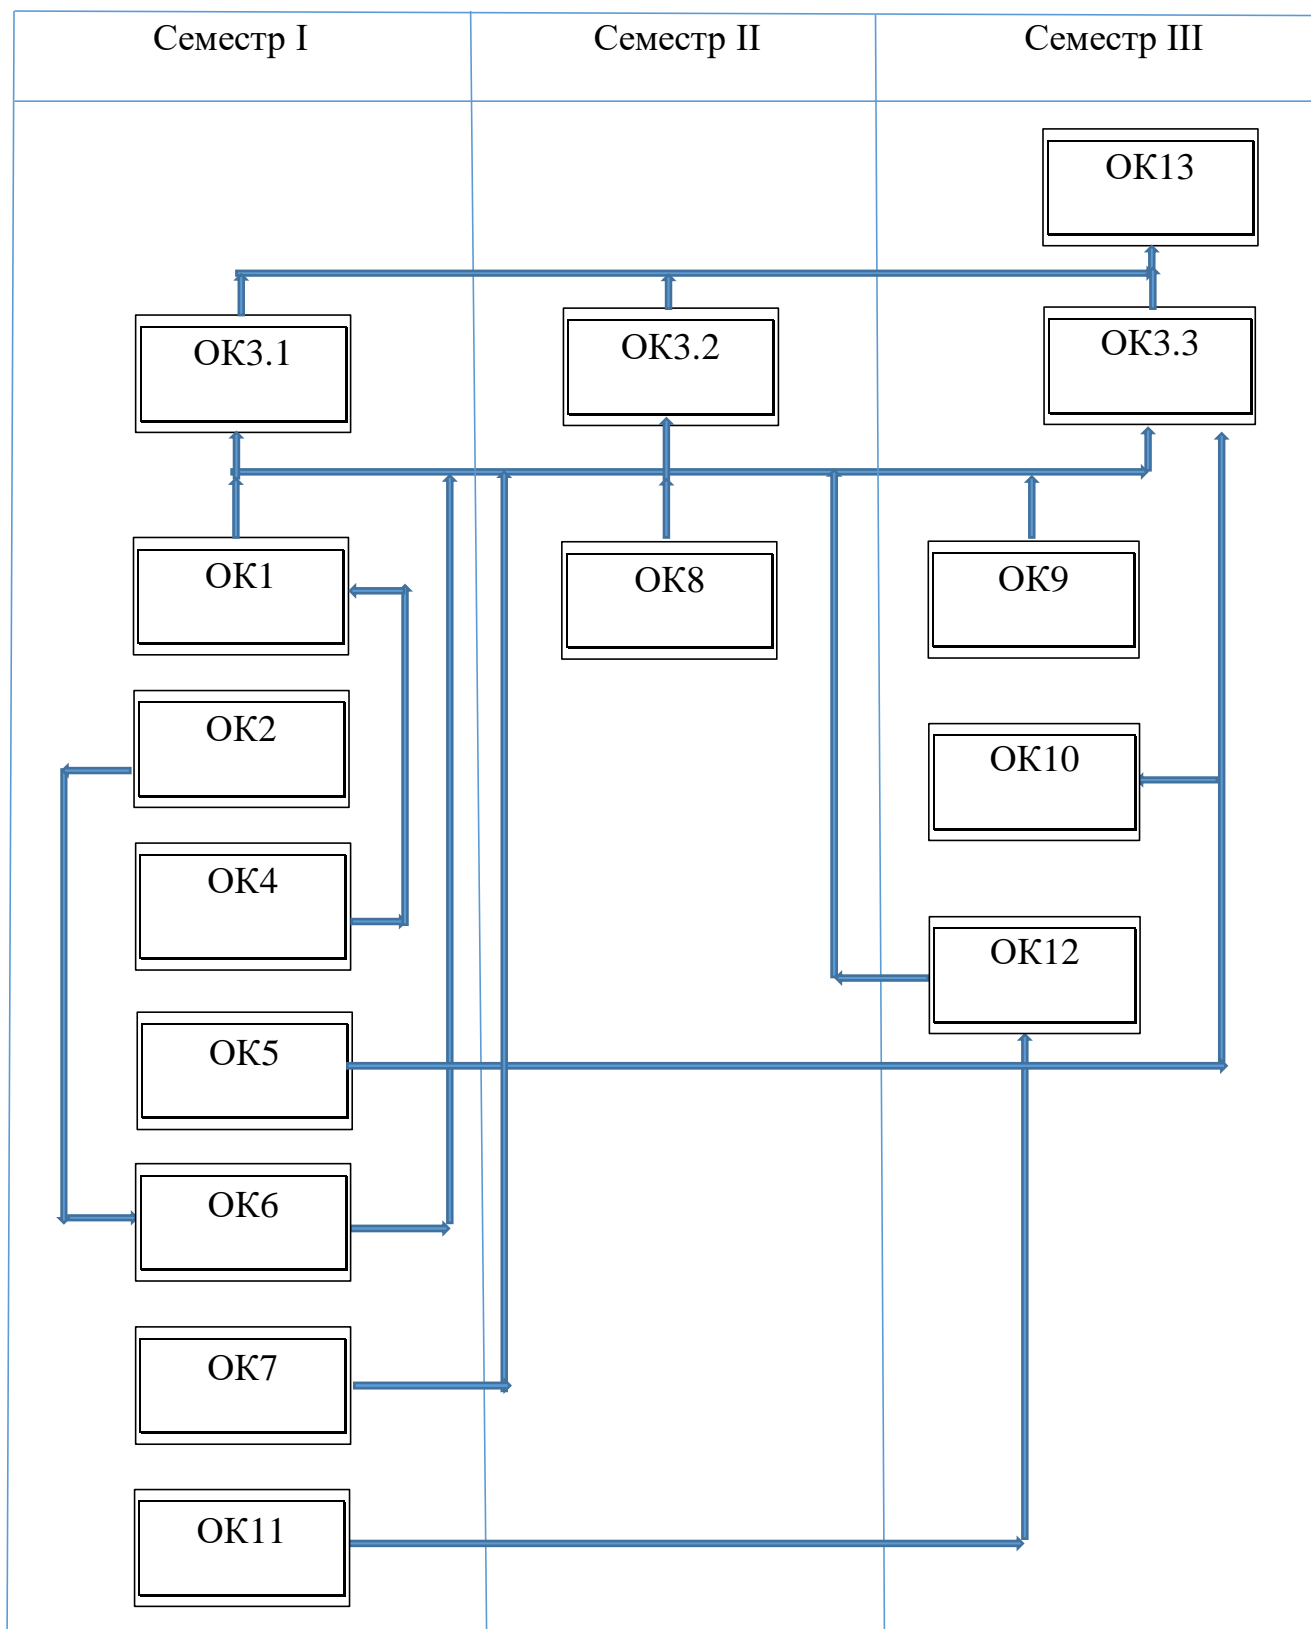 Семестр I
Семестр II
Семестр III
ОК13
ОК3.1
ОК3.2
ОК3.3
ОК1
ОК8
ОК9
ОК2
ОК10
ОК4
ОК12
ОК5
ОК6
ОК7
ОК11